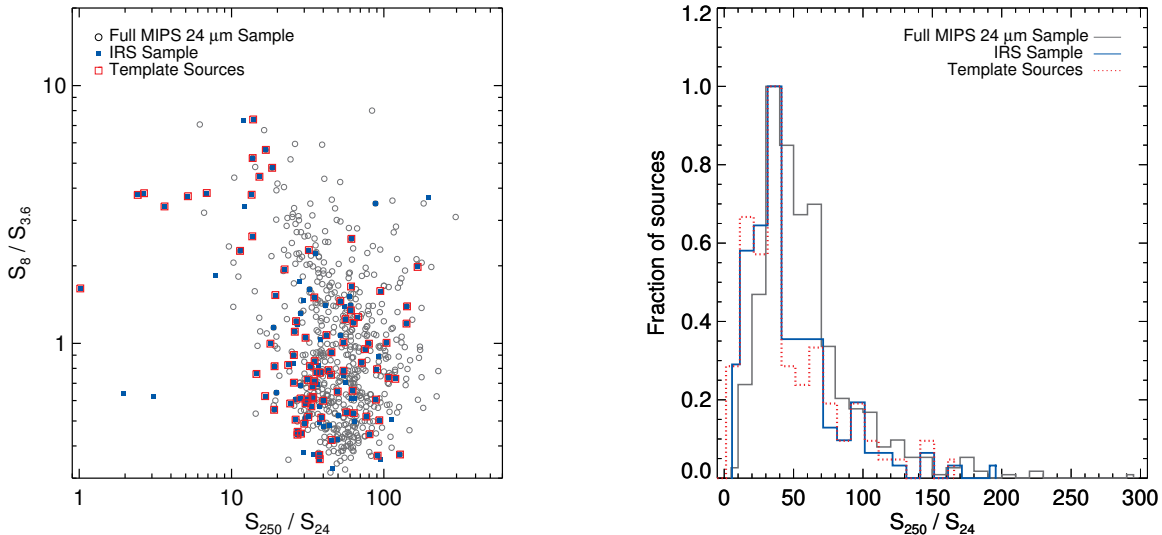 Full MIPS 24 μm Sample
IRS Sample
Template Sources
10
1
S8 / S3.6
1 10 100
S250 / S24
Full MIPS 24 μm Sample
IRS Sample
Template Sources
1.2
1.0
0.8
0.6
0.4
0.2
0.0
Fraction of sources
0 50 100 150 200 250 300
S250 / S24